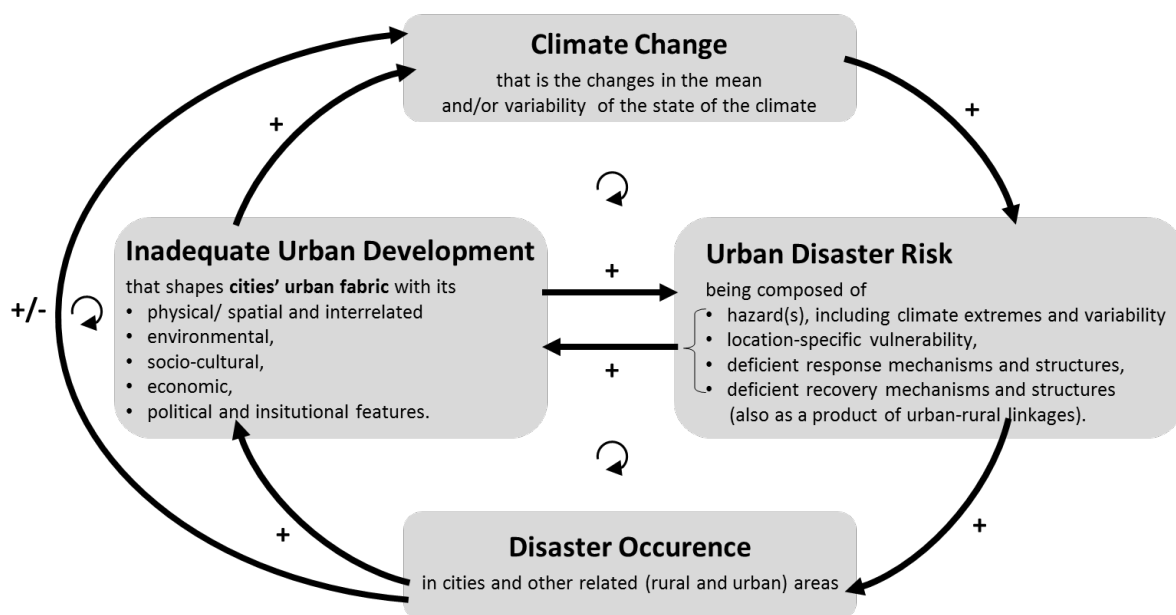 Climate Change
that is the changes in the mean
and/or variability of the state of the climate
+
+
+/-
Inadequate Urban Development
that shapes cities' urban fabric with its
• physical/ spatial and interrelated
• environmental,
• socio-cultural,
• economic,
• political and insitutional features.
+
+
Urban Disaster Risk
being composed of
• hazard(s), including climate extremes and variability
• location-specific vulnerability,
• deficient response mechanisms and structures,
• deficient recovery mechanisms and structures
(also as a product of urban-rural linkages).
+
+
Disaster Occurence
in cities and other related (rural and urban) areas